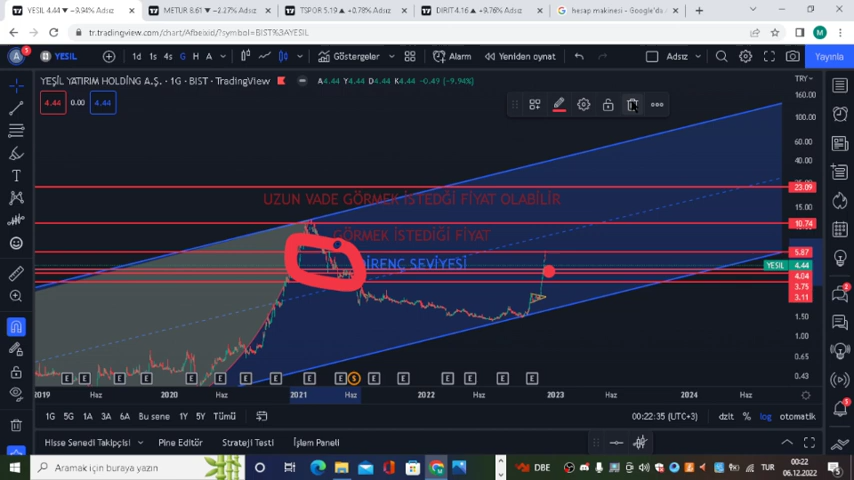 YESIL 4.44 ▼ −9.94% Adsız
METUR 8.61 ▼ −2.27% Adsız
TSPOR 5.19 ▲ +0.78% Adsız
DIRIT 4.16 ▲ +9.76% Adsız
hesap makinesi - Google'da A
tr.tradingview.com/chart/Afbeixid/?symbol=BIST%3AYESIL
M
A
YESIL
1d 1s 4s G H A
Göstergeler
Alarm
Yeniden oynat
Adsız
Yayınla
YEŞİL YATIRIM HOLDİNG A.Ş. · 1G · BIST · TradingView
A4.44 Y4.44 D4.44 K4.44 −0.49 (−9.94%)
TRY
4.44 0.00 4.44
160.00
100.00
60.00
40.00
23.09
UZUN VADE GÖRMEK İSTEDĞİ FİYAT OLABİLİR
15.00
10.74
GÖRMEK İSTEDİĞİ FİYAT
5.87
DİRENÇ SEVİYESİ
YESIL 4.44
4.04
3.75
3.11
1.50
1.00
0.65
0.43
E E E E E E E E E E S E E E E E E
2019 Haz 2020 Haz 2021 Haz 2022 Haz 2023 Haz 2024 Haz
1G 5G 1A 3A 6A Bu sene 1Y 5Y Tümü
00:22:35 (UTC+3)
dzlt % log otomatik
Hisse Senedi Takipçisi
Pine Editör
Strateji Testi
İşlem Paneli
Aramak için buraya yazın
DBE
TUR
00:22
06.12.2022